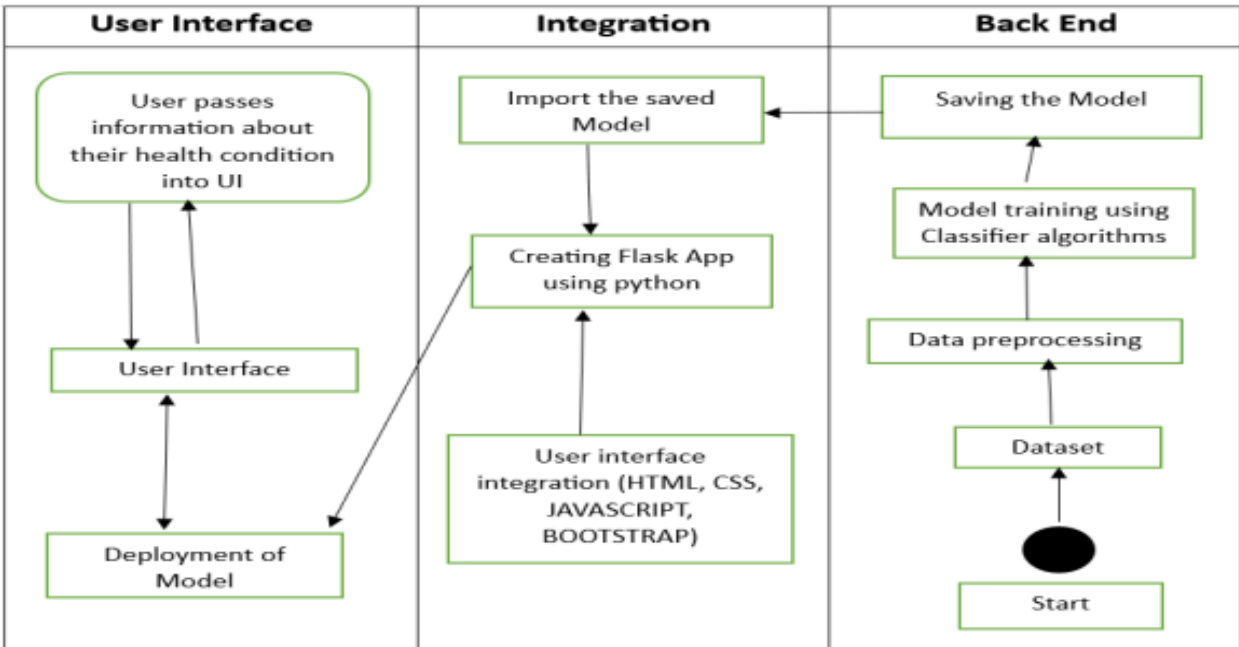 User Interface
Integration
Back End
User passes
information about
their health condition
into UI
User Interface
Deployment of
Model
Import the saved
Model
Creating Flask App
using python
User interface
integration (HTML, CSS,
JAVASCRIPT,
BOOTSTRAP)
Saving the Model
Model training using
Classifier algorithms
Data preprocessing
Dataset
Start